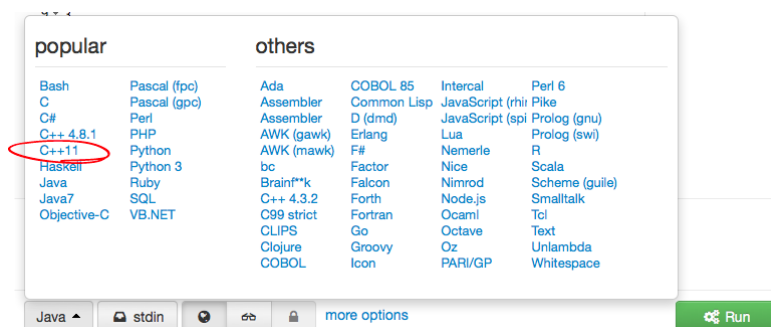 popular
others
Bash
C
C#
C++ 4.8.1
C++11
Haskell
Java
Java7
Objective-C
Pascal (fpc)
Pascal (gpc)
Perl
PHP
Python
Python 3
Ruby
SQL
VB.NET
Ada
Assembler
Assembler
AWK (gawk)
AWK (mawk)
bc
Brainf**k
C++ 4.3.2
C99 strict
CLIPS
Clojure
COBOL
COBOL 85
Common Lisp
D (dmd)
Erlang
F#
Factor
Falcon
Forth
Fortran
Go
Groovy
Icon
Intercal
JavaScript (rhi
JavaScript (spi
Lua
Nemerle
Nice
Nimrod
Node.js
Ocaml
Octave
Oz
PARI/GP
Perl 6
Pike
Prolog (gnu)
Prolog (swi)
R
Scala
Scheme (guile)
Smalltalk
Tcl
Text
Unlambda
Whitespace
Java stdin more options Run